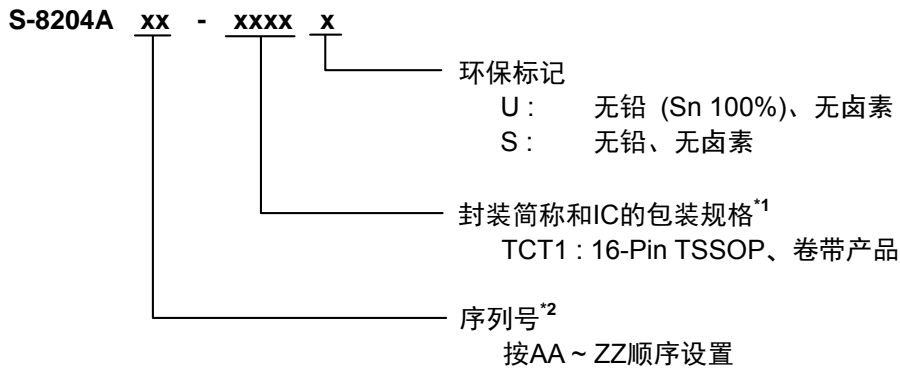 S-8204A xx - xxxx x
环保标记
U : 无铅 (Sn 100%)、无卤素
S : 无铅、无卤素
封装简称和IC的包装规格*1
TCT1 : 16-Pin TSSOP、卷带产品
序列号*2
按AA ~ ZZ顺序设置